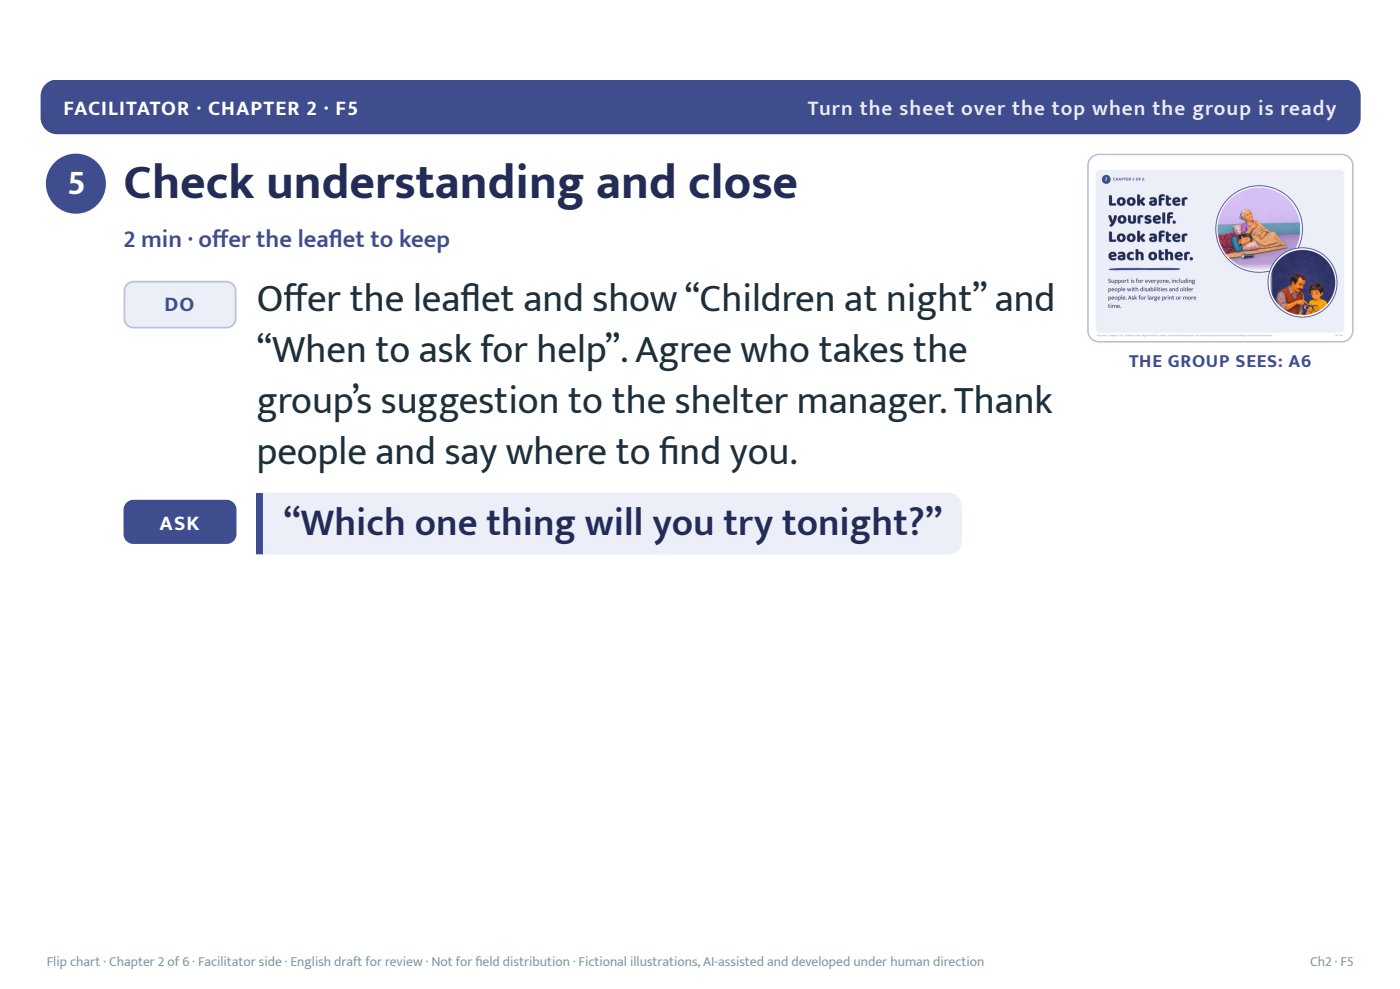 FACILITATOR · CHAPTER 2 · F5
Turn the sheet over the top when the group is ready
5
Check understanding and close
2 min · offer the leaflet to keep
DO
Offer the leaflet and show “Children at night” and
“When to ask for help”. Agree who takes the
group’s suggestion to the shelter manager. Thank
people and say where to find you.
ASK
“Which one thing will you try tonight?”
2 CHAPTER 2 OF 6
Look after
yourself.
Look after
each other.
Support is for everyone, including
people with disabilities and older
people. Ask for large print or more
time.
THE GROUP SEES: A6
Flip chart · Chapter 2 of 6 · Facilitator side · English draft for review · Not for field distribution · Fictional illustrations, AI-assisted and developed under human direction
Ch2 · F5